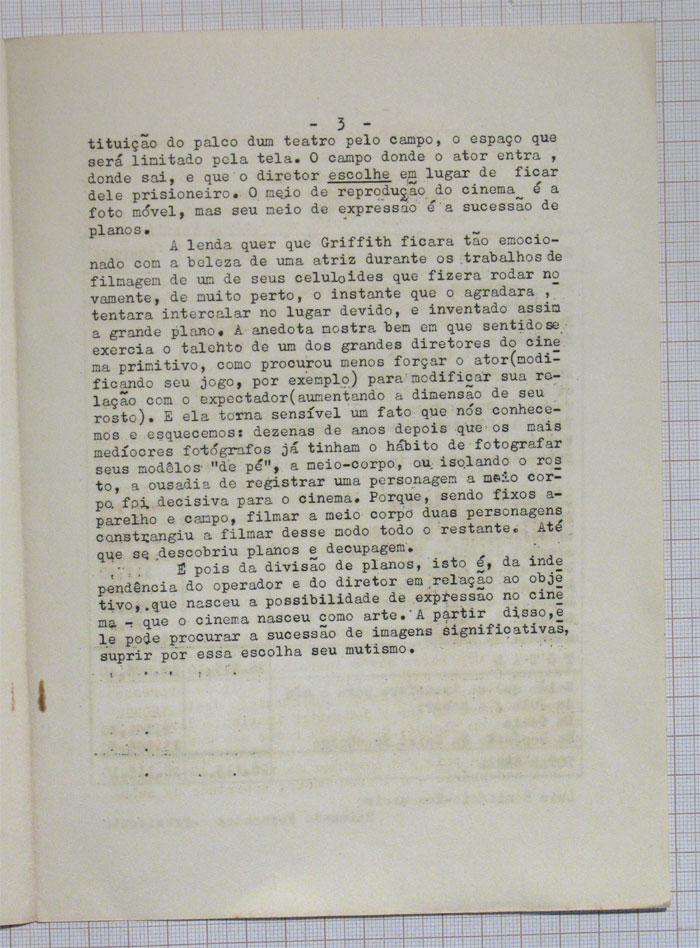 - 3 -
tituição do palco dum teatro pelo campo, o espaço que
será limitado pela tela. O campo donde o ator entra ,
donde sai, e que o diretor escolhe em lugar de ficar
dele prisioneiro. O meio de reprodução do cinema é a
foto móvel, mas seu meio de expressão é a sucessão de
planos.
A lenda quer que Griffith ficara tão emocio-
nado com a beleza de uma atriz durante os trabalhos de
filmagem de um de seus celuloides que fizera rodar no
vamente, de muito perto, o instante que o agradara ,
tentara intercalar no lugar devido, e inventado assim
a grande plano. A anedota mostra bem em que sentido se
exercia o talehto de um dos grandes diretores do cine
ma primitivo, como procurou menos forçar o ator(modi-
ficando seu jogo, por exemplo) para modificar sua re-
lação com o expectador(aumentando a dimensão de seu
rosto). E ela torna sensível um fato que nós conhece-
mos e esquecemos: dezenas de anos depois que os mais
medíocres fotógrafos já tinham o hábito de fotografar
seus modêlos "de pé", a meio-corpo, ou isolando o ros
to, a ousadia de registrar uma personagem a meio cor-
po foi decisiva para o cinema. Porque, sendo fixos a-
parelho e campo, filmar a meio corpo duas personagens
constrangiu a filmar desse modo todo o restante. Até
que se descobriu planos e decupagem.
É pois da divisão de planos, isto é, da inde
pendência do operador e do diretor em relação ao obje
tivo, que nasceu a possibilidade de expressão no cine
ma - que o cinema nasceu como arte. A partir disso,ê
le pode procurar a sucessão de imagens significativas,
suprir por essa escolha seu mutismo.